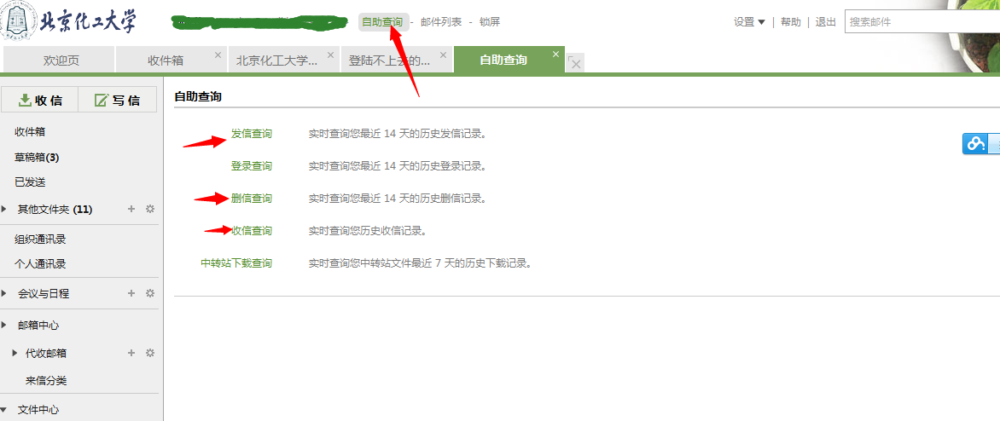 北京化工大学
自助查询 - 邮件列表 - 锁屏
设置 | 帮助 | 退出
搜索邮件
欢迎页
收件箱
北京化工大学...
登陆不上去的...
自助查询
收信
写信
自助查询
收件箱
草稿箱(3)
已发送
其他文件夹 (11)
组织通讯录
个人通讯录
会议与日程
邮箱中心
代收邮箱
来信分类
文件中心
发信查询 实时查询您最近 14 天的历史发信记录。
登录查询 实时查询您最近 14 天的历史登录记录。
删信查询 实时查询您最近 14 天的历史删信记录。
收信查询 实时查询您历史收信记录。
中转站下载查询 实时查询您中转站文件最近 7 天的历史下载记录。